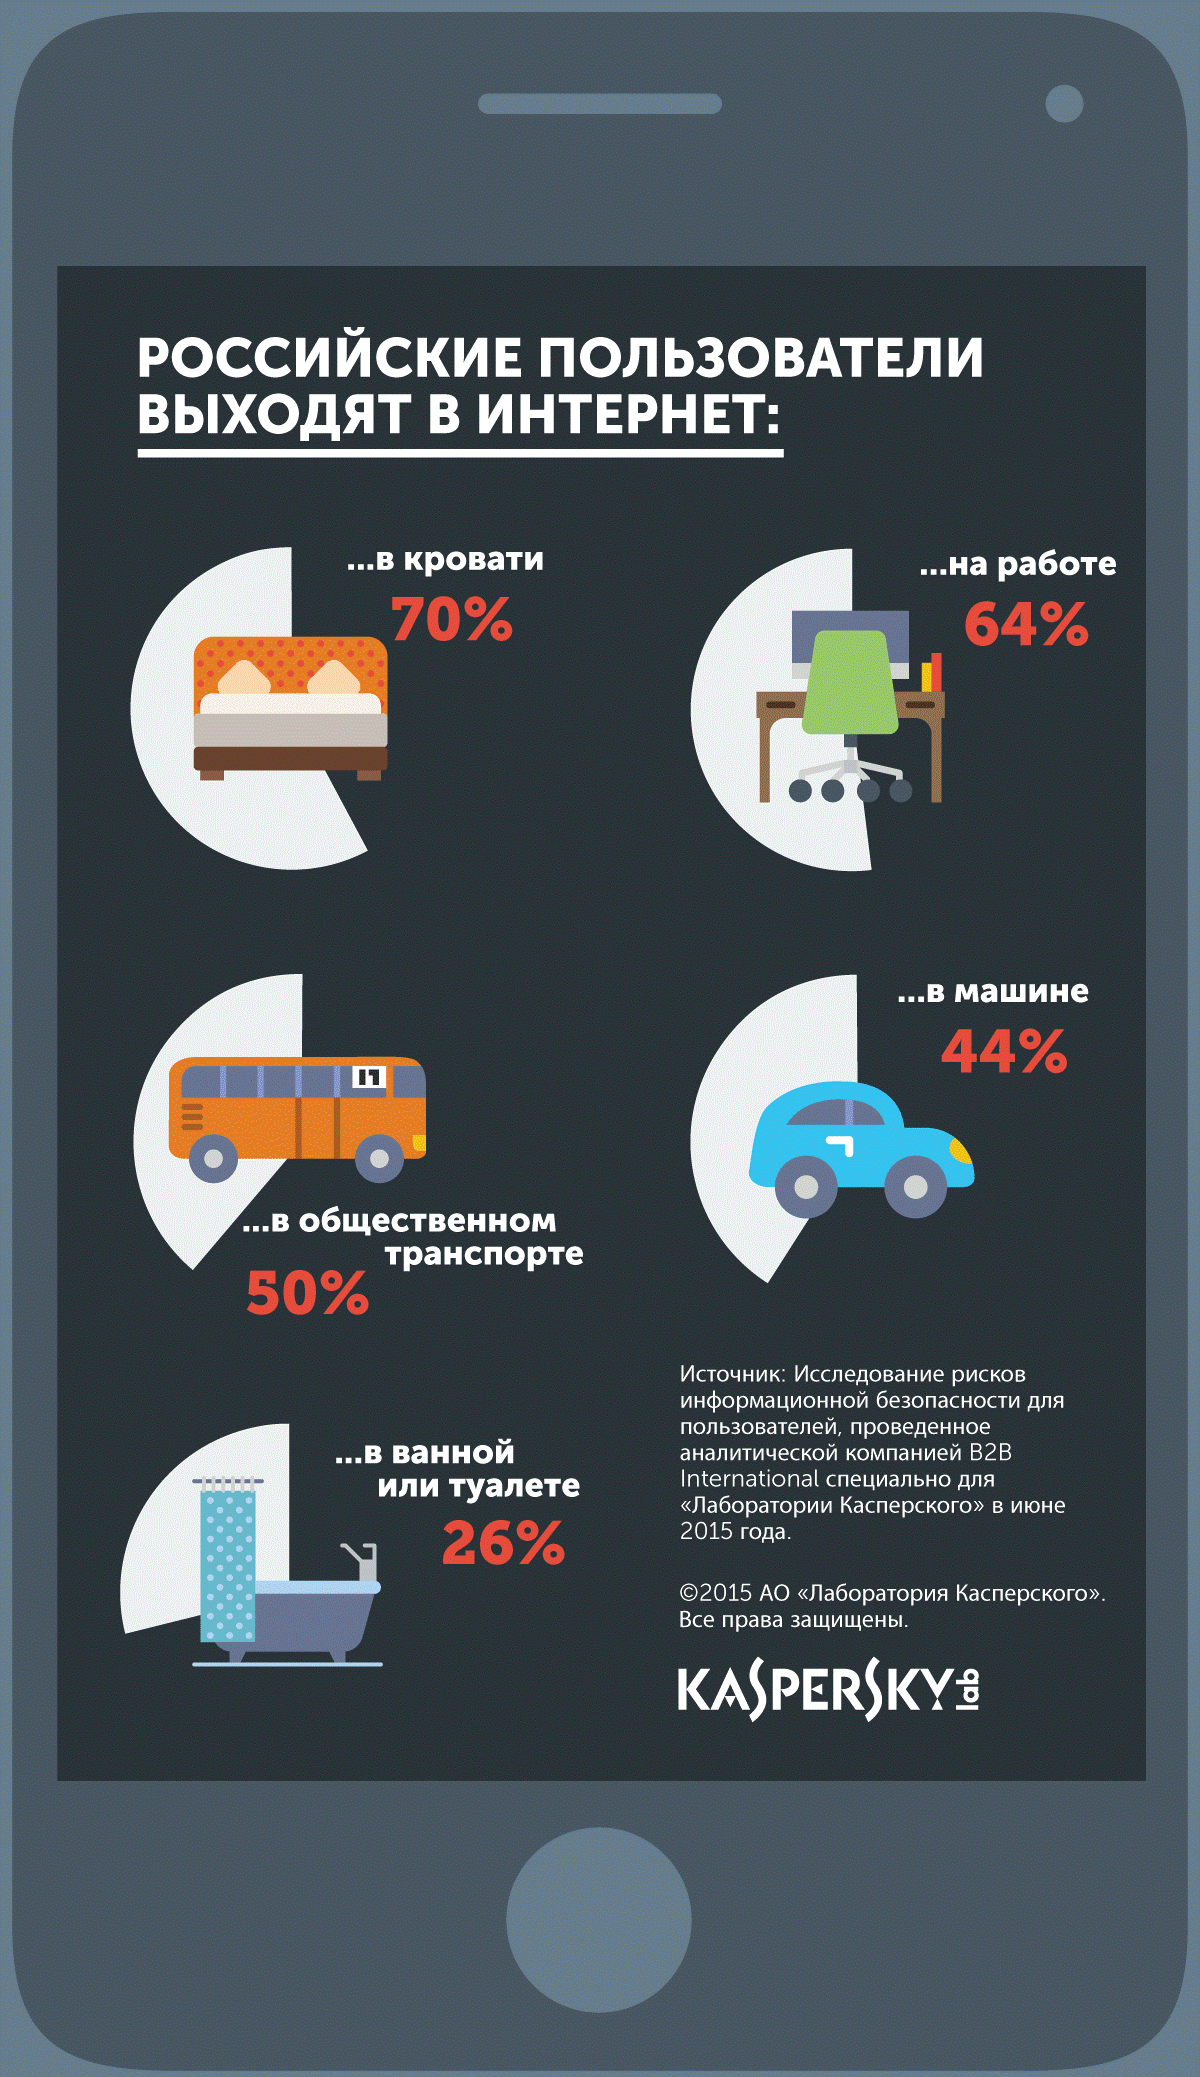 РОССИЙСКИЕ ПОЛЬЗОВАТЕЛИ
ВЫХОДЯТ В ИНТЕРНЕТ:
...в кровати
70%
...на работе
64%
...в общественном
транспорте
50%
...в машине
44%
...в ванной
или туалете
26%
Источник: Исследование рисков
информационной безопасности для
пользователей, проведенное
аналитической компанией B2B
International специально для
«Лаборатории Касперского» в июне
2015 года.
©2015 АО «Лаборатория Касперского».
Все права защищены.
KASPERSKY lab